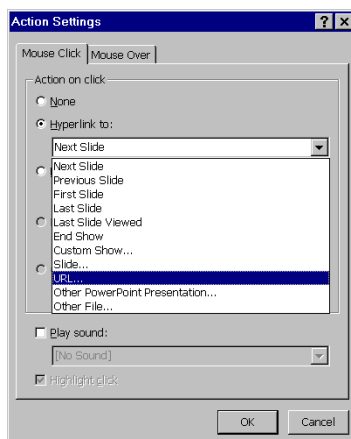 Action Settings
Mouse Click
Mouse Over
Action on click
None
Hyperlink to:
Next Slide
Next Slide
Previous Slide
First Slide
Last Slide
Last Slide Viewed
End Show
Custom Show...
Slide...
URL...
Other PowerPoint Presentation...
Other File...
Play sound:
[No Sound]
Highlight click
OK
Cancel